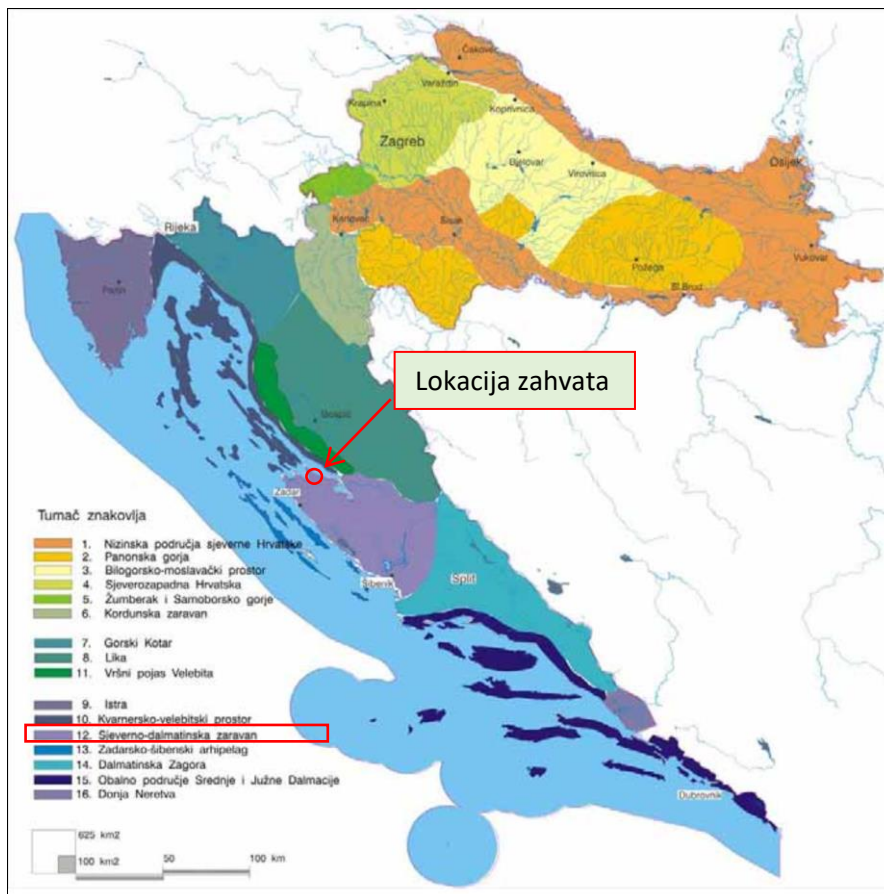 Čakovec
Varaždin
Krapina
Koprivnica
Zagreb
Bjelovar
Virovitica
Osijek
Rijeka
Karlovac
Sisak
Vukovar
Požega
Sl.Brod
Pazin
Lokacija zahvata
Gospić
Zadar
Tumač znakovlja
1. Nizinska područja sjeverne Hrvatske
2. Panonska gorja
3. Bilogorsko-moslavački prostor
4. Sjeverozapadna Hrvatska
5. Žumberak i Samoborsko gorje
6. Kordunska zaravan
Šibenik
Split
7. Gorski Kotar
8. Lika
11. Vršni pojas Velebita
9. Istra
10. Kvarnersko-velebitski prostor
12. Sjeverno-dalmatinska zaravan
13. Zadarsko-šibenski arhipelag
14. Dalmatinska Zagora
15. Obalno područje Srednje i Južne Dalmacije
16. Donja Neretva
Dubrovnik
625 km2
100 km2 50 100 km